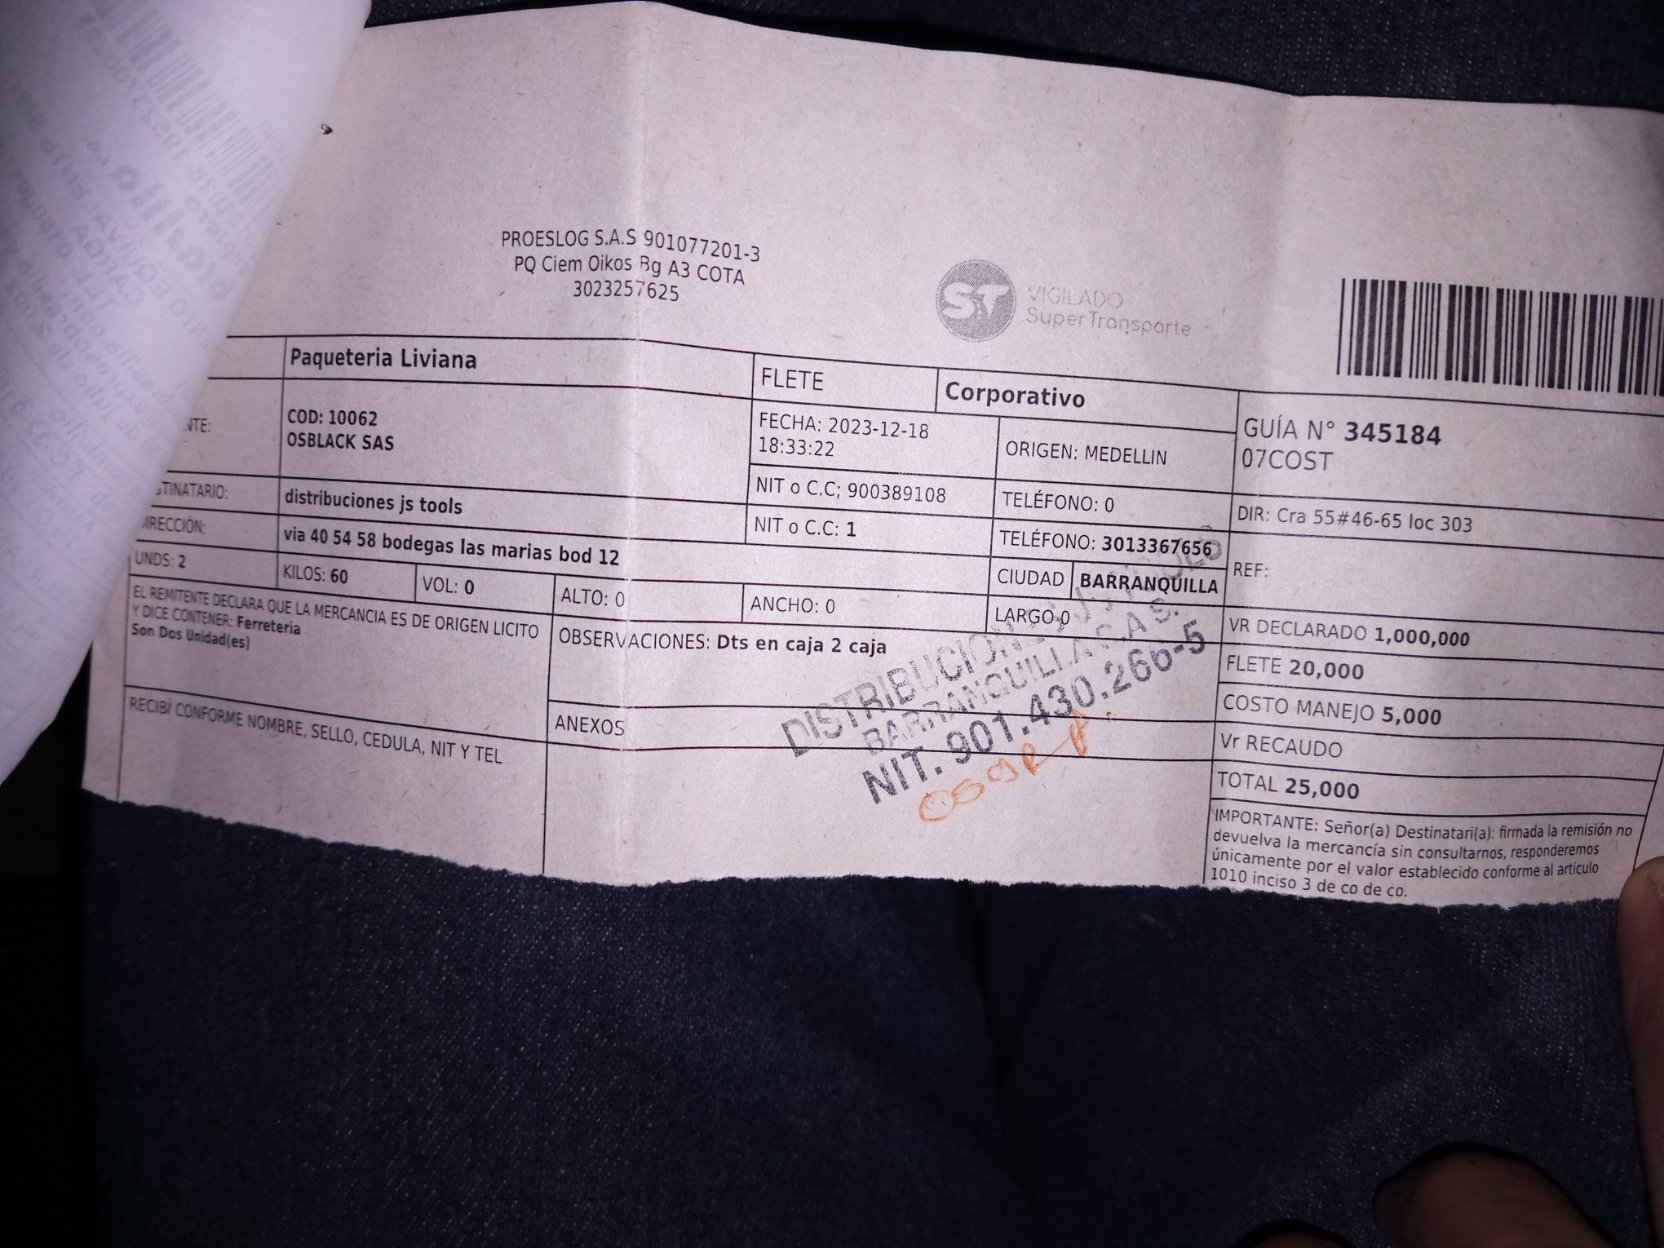 PROESLOG S.A.S 901077201-3
PQ Ciem Oikos Bg A3 COTA
3023257625
ST
VIGILADO
SuperTransporte
Paqueteria Liviana
FLETE
Corporativo
NTE:
COD: 10062
OSBLACK SAS
FECHA: 2023-12-18
18:33:22
ORIGEN: MEDELLIN
GUÍA N° 345184
07COST
STINATARIO:
distribuciones js tools
NIT o C.C; 900389108
TELÉFONO: 0
DIR: Cra 55#46-65 loc 303
IRECCIÓN:
via 40 54 58 bodegas las marias bod 12
NIT o C.C: 1
TELÉFONO: 3013367656
REF:
CIUDAD
BARRANQUILLA
UNDS: 2
KILOS: 60
VOL: 0
ALTO: 0
ANCHO: 0
LARGO 0
VR DECLARADO 1,000,000
EL REMITENTE DECLARA QUE LA MERCANCIA ES DE ORIGEN LICITO
Y DICE CONTENER: Ferreteria
Son Dos Unidad(es)
OBSERVACIONES: Dts en caja 2 caja
FLETE 20,000
COSTO MANEJO 5,000
Vr RECAUDO
TOTAL 25,000
RECIBÍ CONFORME NOMBRE, SELLO, CEDULA, NIT Y TEL
ANEXOS
BARRANQUILLA S.A.S.
NIT. 901.430.266-5
IMPORTANTE: Señor(a) Destinatari(a): firmada la remisión no
devuelva la mercancía sin consultarnos, responderemos
únicamente por el valor establecido conforme al articulo
1010 inciso 3 de co de co.